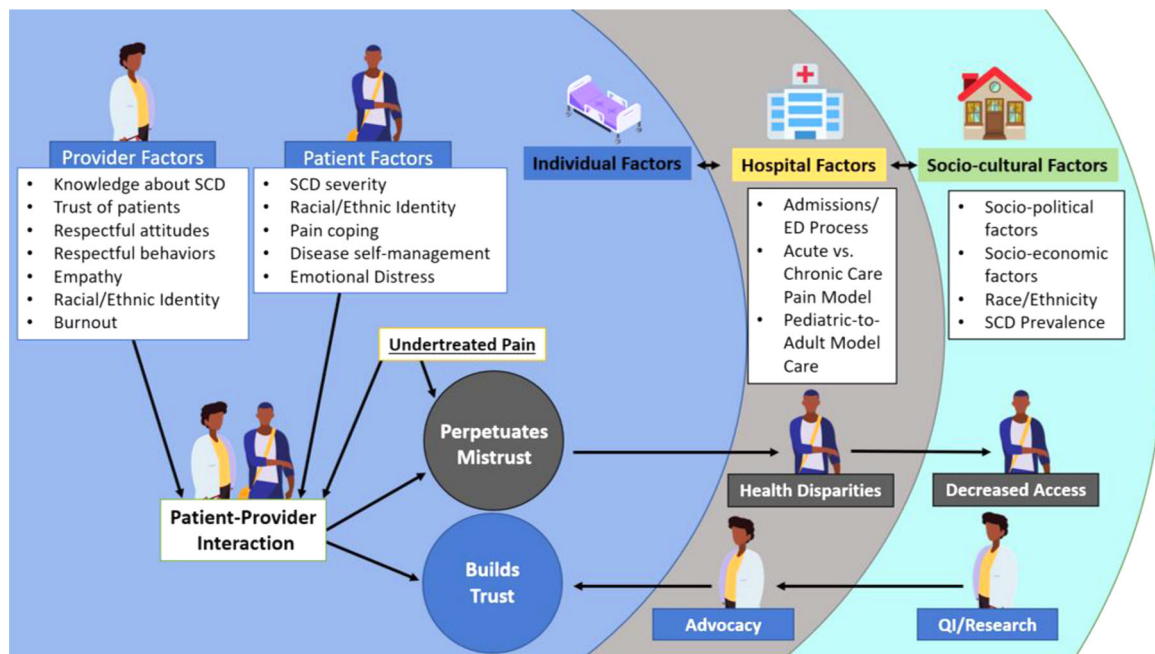 Provider Factors
• Knowledge about SCD
• Trust of patients
• Respectful attitudes
• Respectful behaviors
• Empathy
• Racial/Ethnic Identity
• Burnout
Patient Factors
• SCD severity
• Racial/Ethnic Identity
• Pain coping
• Disease self-management
• Emotional Distress
Individual Factors
Hospital Factors
• Admissions/
ED Process
• Acute vs.
Chronic Care
Pain Model
• Pediatric-to-
Adult Model
Care
Socio-cultural Factors
• Socio-political
factors
• Socio-economic
factors
• Race/Ethnicity
• SCD Prevalence
Undertreated Pain
Patient-Provider
Interaction
Perpetuates
Mistrust
Health Disparities
Decreased Access
Builds
Trust
Advocacy
QI/Research